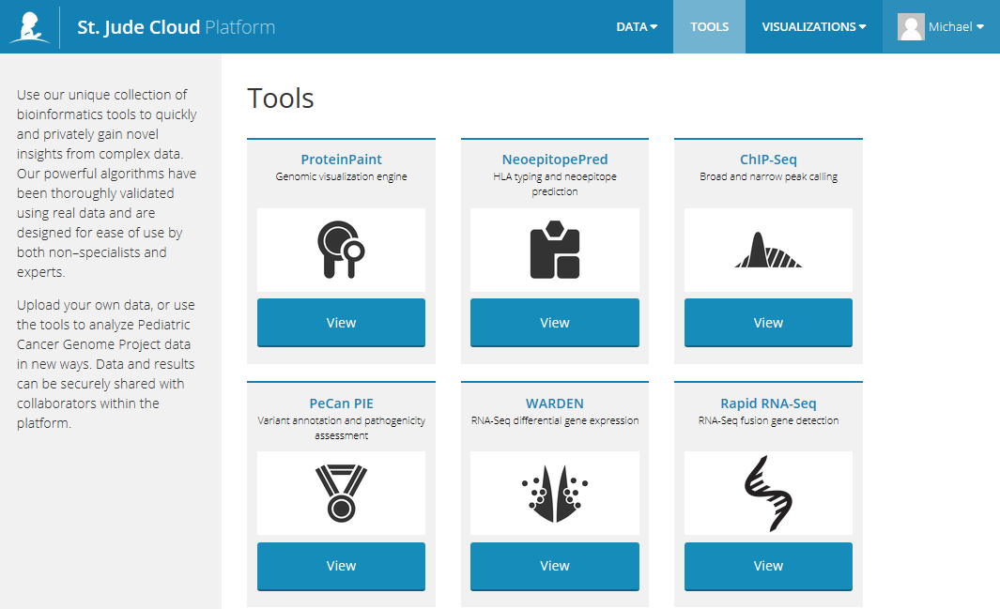 St. Jude Cloud Platform
DATA
TOOLS
VISUALIZATIONS
Michael
Use our unique collection of
bioinformatics tools to quickly
and privately gain novel
insights from complex data.
Our powerful algorithms have
been thoroughly validated
using real data and are
designed for ease of use by
both non–specialists and
experts.
Upload your own data, or use
the tools to analyze Pediatric
Cancer Genome Project data
in new ways. Data and results
can be securely shared with
collaborators within the
platform.
Tools
ProteinPaint
Genomic visualization engine
View
NeoepitopePred
HLA typing and neoepitope
prediction
View
ChIP-Seq
Broad and narrow peak calling
View
PeCan PIE
Variant annotation and pathogenicity
assessment
View
WARDEN
RNA-Seq differential gene expression
View
Rapid RNA-Seq
RNA-Seq fusion gene detection
View